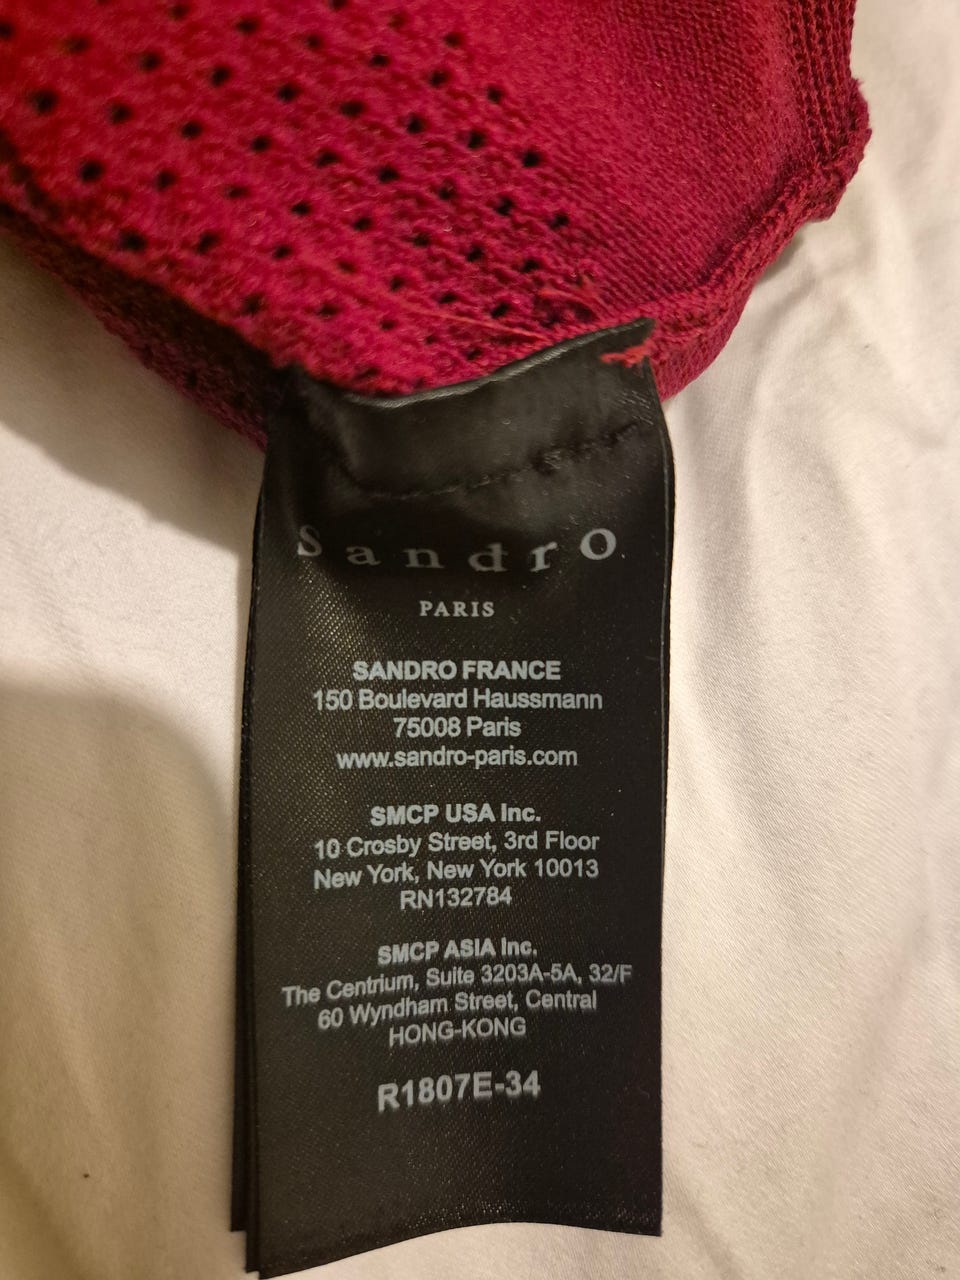 Sandro
PARIS
SANDRO FRANCE
150 Boulevard Haussmann
75008 Paris
www.sandro-paris.com
SMCP USA Inc.
10 Crosby Street, 3rd Floor
New York, New York 10013
RN132784
SMCP ASIA Inc.
The Centrium, Suite 3203A-5A, 32/F
60 Wyndham Street, Central
HONG-KONG
R1807E-34